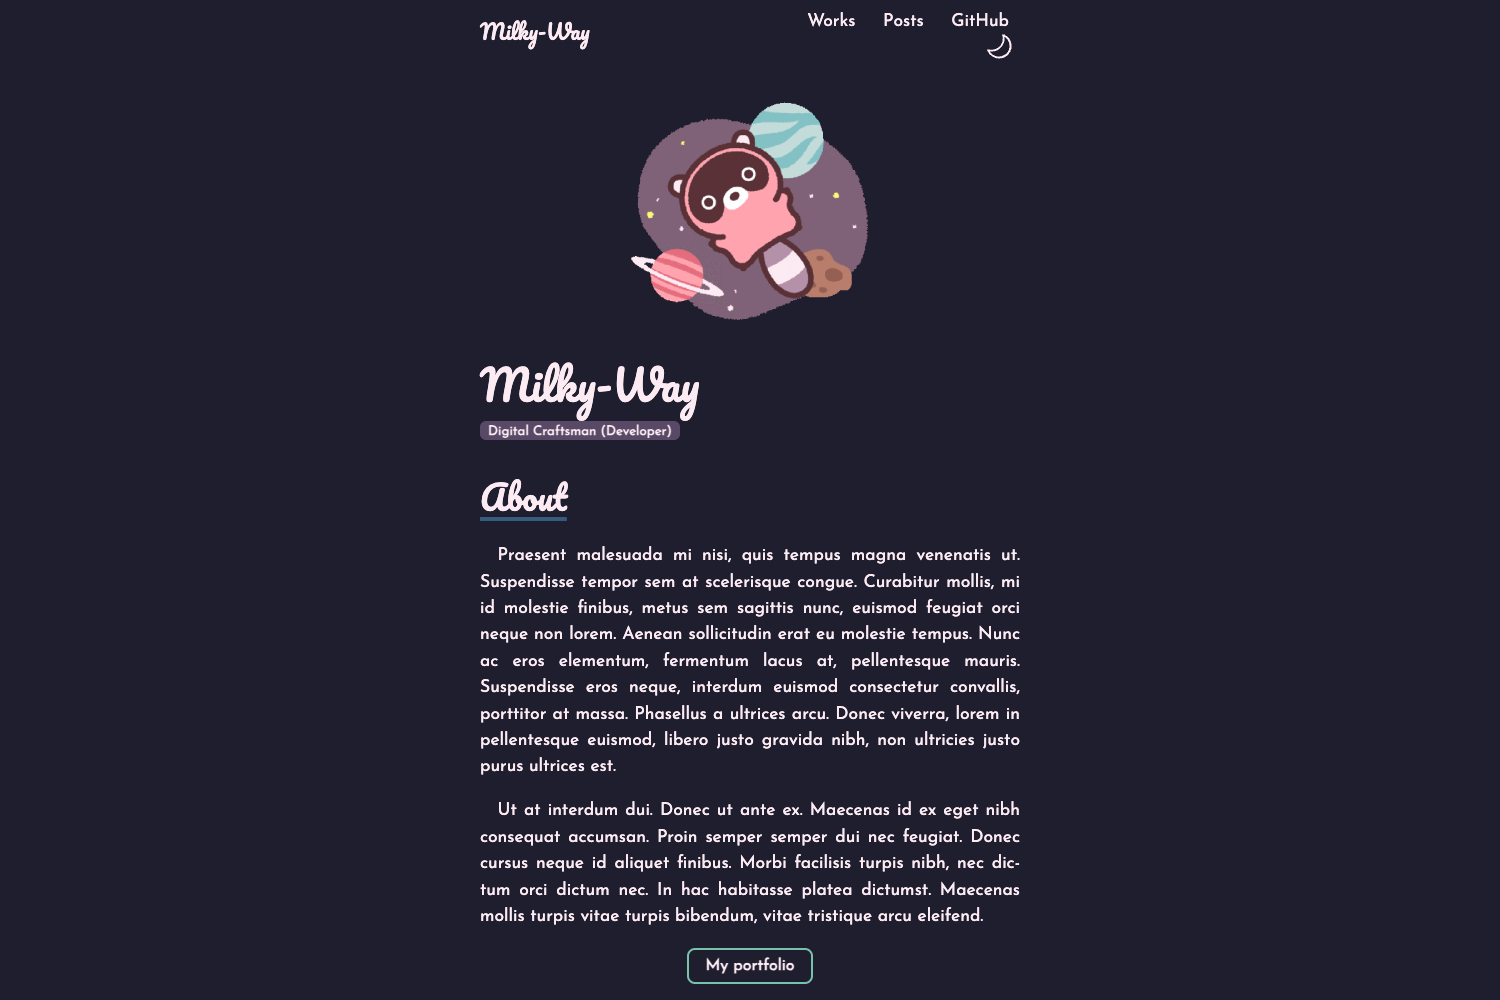 Milky-Way
Works Posts GitHub
Milky-Way
Digital Craftsman (Developer)
About
Praesent malesuada mi nisi, quis tempus magna venenatis ut.
Suspendisse tempor sem at scelerisque congue. Curabitur mollis, mi
id molestie finibus, metus sem sagittis nunc, euismod feugiat orci
neque non lorem. Aenean sollicitudin erat eu molestie tempus. Nunc
ac eros elementum, fermentum lacus at, pellentesque mauris.
Suspendisse eros neque, interdum euismod consectetur convallis,
porttitor at massa. Phasellus a ultrices arcu. Donec viverra, lorem in
pellentesque euismod, libero justo gravida nibh, non ultricies justo
purus ultrices est.
Ut at interdum dui. Donec ut ante ex. Maecenas id ex eget nibh
consequat accumsan. Proin semper semper dui nec feugiat. Donec
cursus neque id aliquet finibus. Morbi facilisis turpis nibh, nec dic-
tum orci dictum nec. In hac habitasse platea dictumst. Maecenas
mollis turpis vitae turpis bibendum, vitae tristique arcu eleifend.
My portfolio